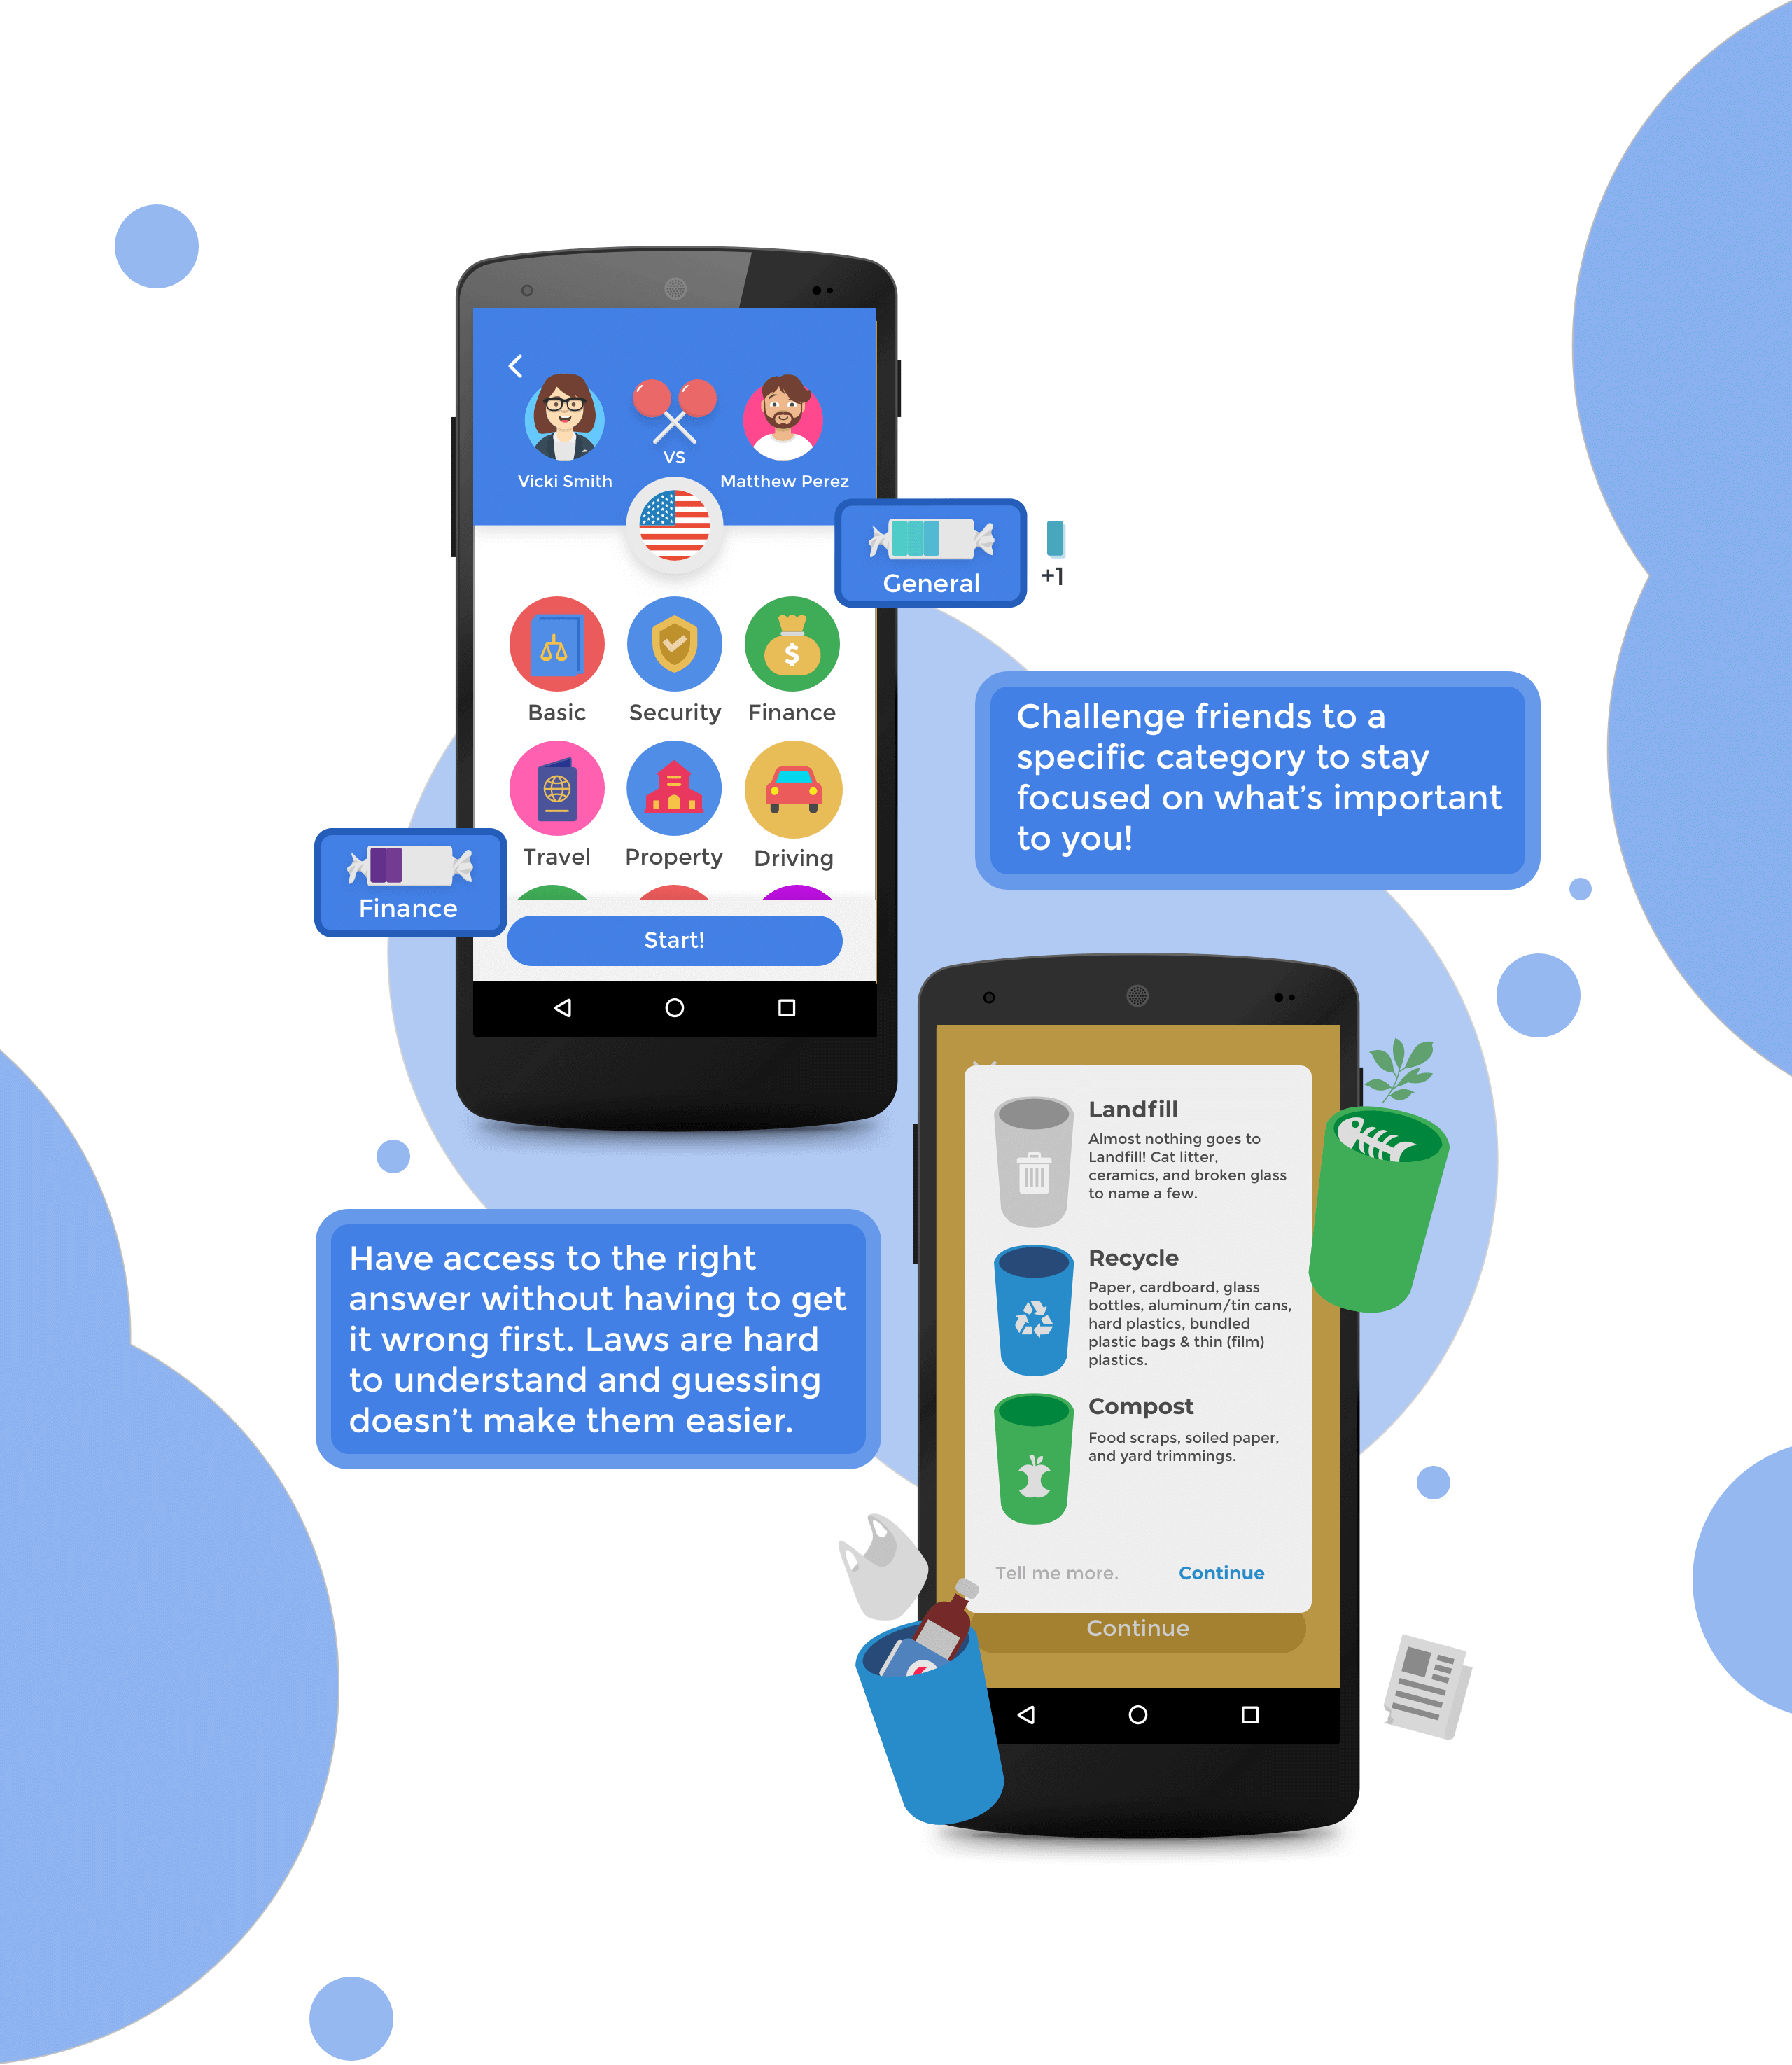 VS
Vicki Smith
Matthew Perez
General
+1
$
Basic
Security
Finance
Travel
Property
Driving
Finance
Start!
Challenge friends to a
specific category to stay
focused on what's important
to you!
Have access to the right
answer without having to get
it wrong first. Laws are hard
to understand and guessing
doesn't make them easier.
Landfill
Almost nothing goes to
Landfill! Cat litter,
ceramics, and broken glass
to name a few.
Recycle
Paper, cardboard, glass
bottles, aluminum/tin cans,
hard plastics, bundled
plastic bags & thin (film)
plastics.
Compost
Food scraps, soiled paper,
and yard trimmings.
Tell me more.
Continue
Continue